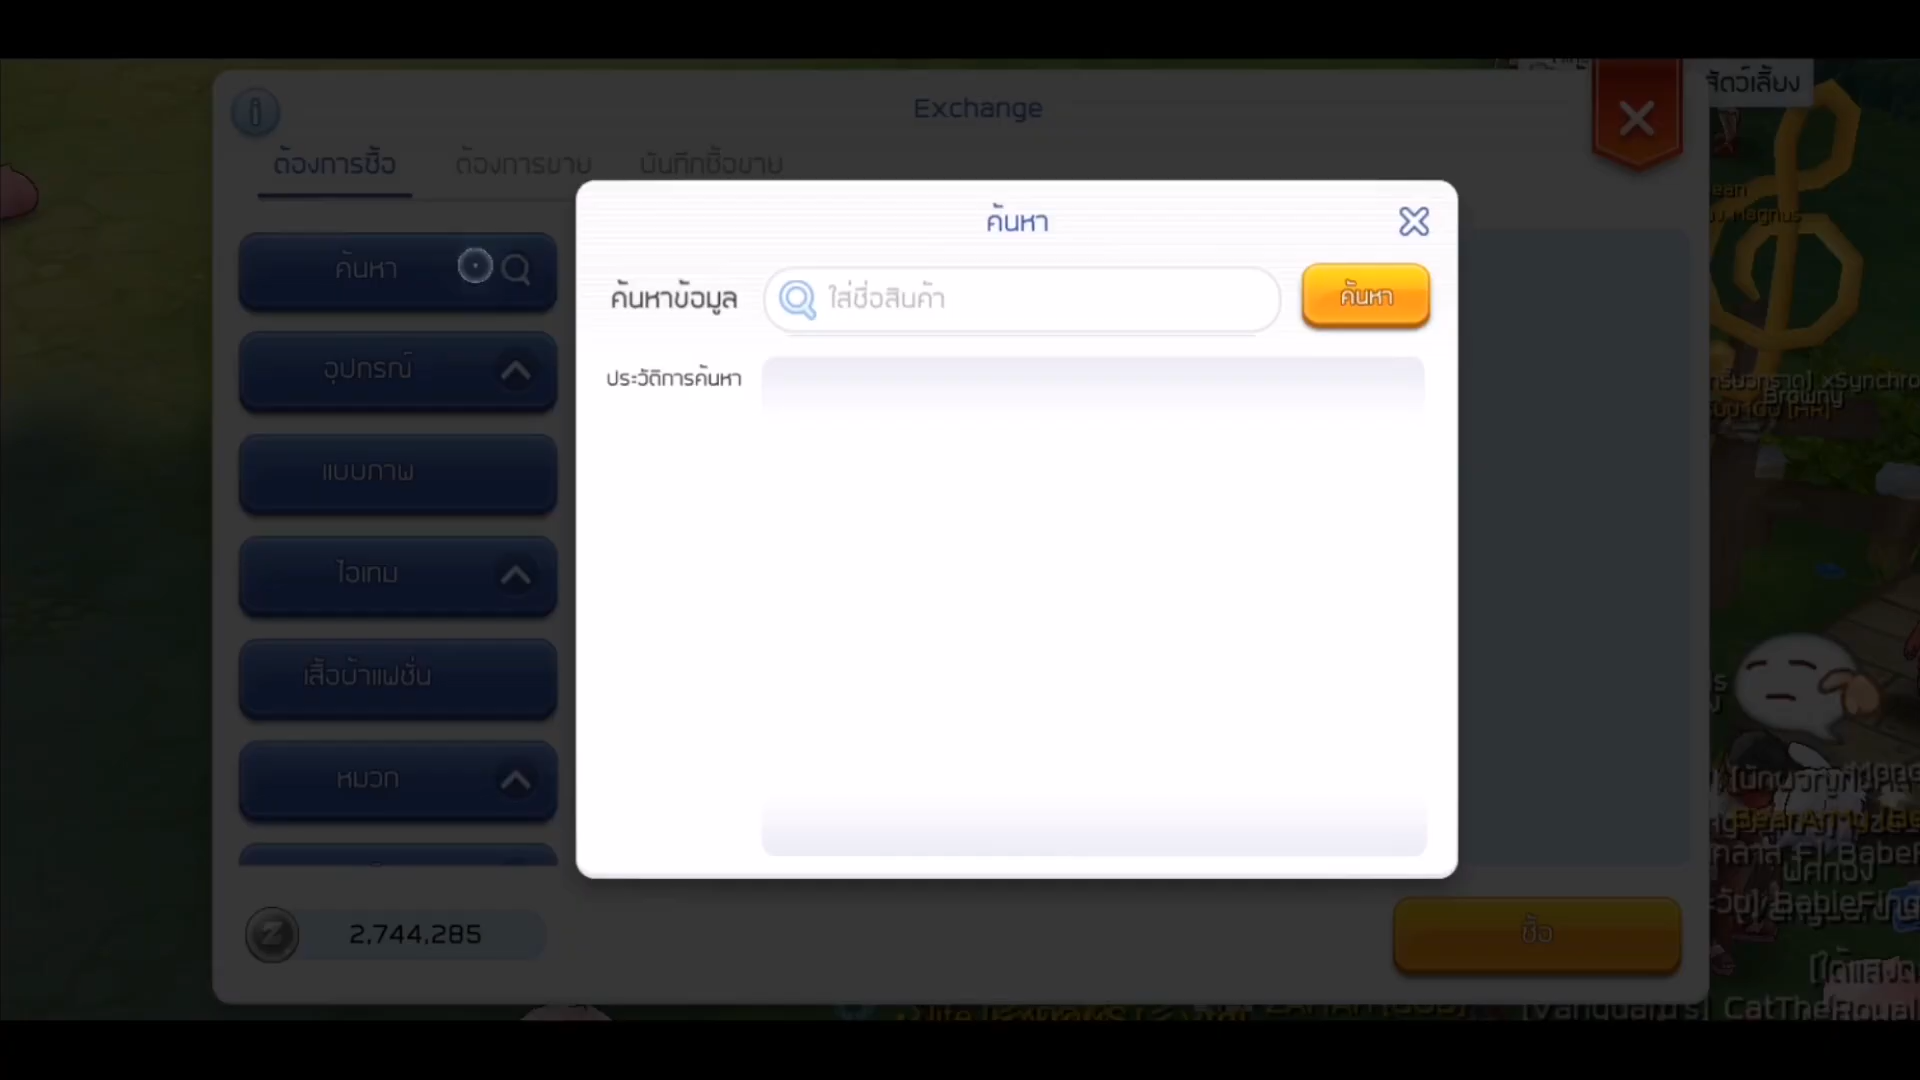 Exchange
ต้องการซื้อ
ต้องการขาย
บันทึกซื้อขาย
สัตว์เลี้ยง
ค้นหา
ค้นหา
ค้นหาข้อมูล
ใส่ชื่อสินค้า
ค้นหา
ประวัติการค้นหา
อุปกรณ์
แบบภาพ
ไอเทม
เสื้อผ้าแฟชั่น
หมวก
2,744,285
ซื้อ
Magnus
xSynchro
Browny
BabeF
CatTheRoyal